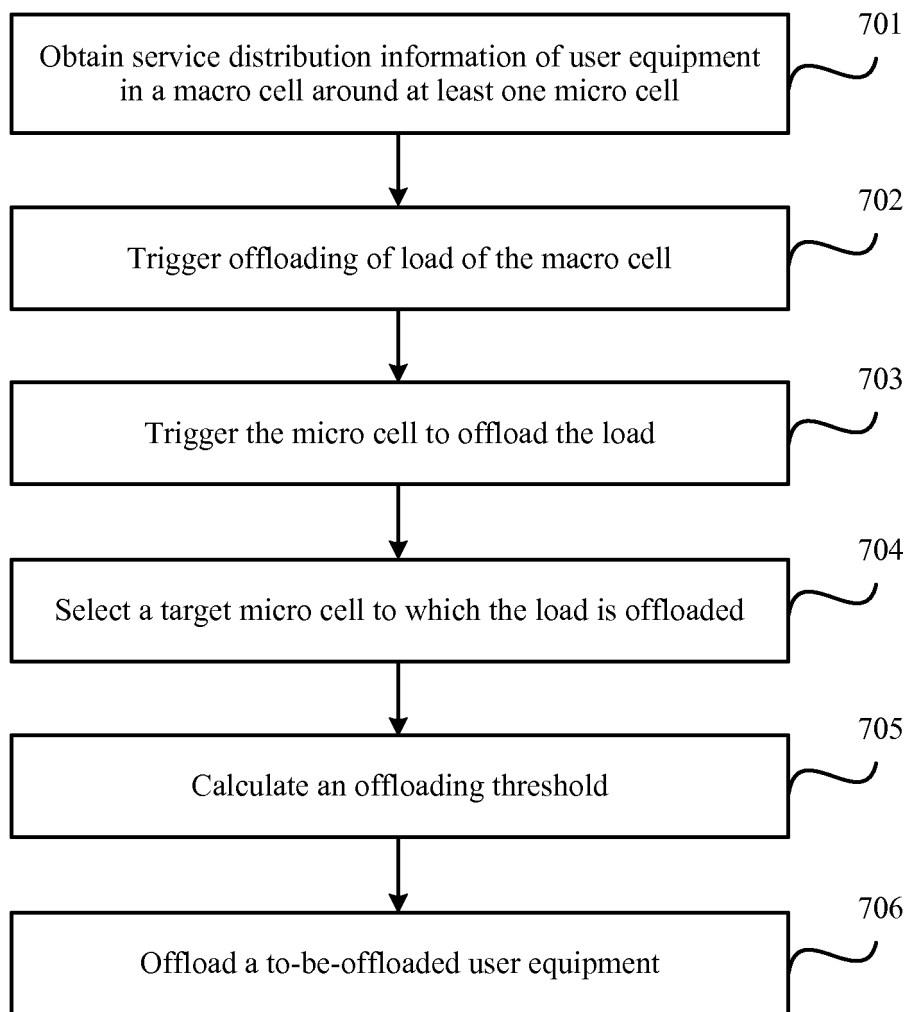 701
Obtain service distribution information of user equipment
in a macro cell around at least one micro cell
702
Trigger offloading of load of the macro cell
703
Trigger the micro cell to offload the load
704
Select a target micro cell to which the load is offloaded
705
Calculate an offloading threshold
706
Offload a to-be-offloaded user equipment